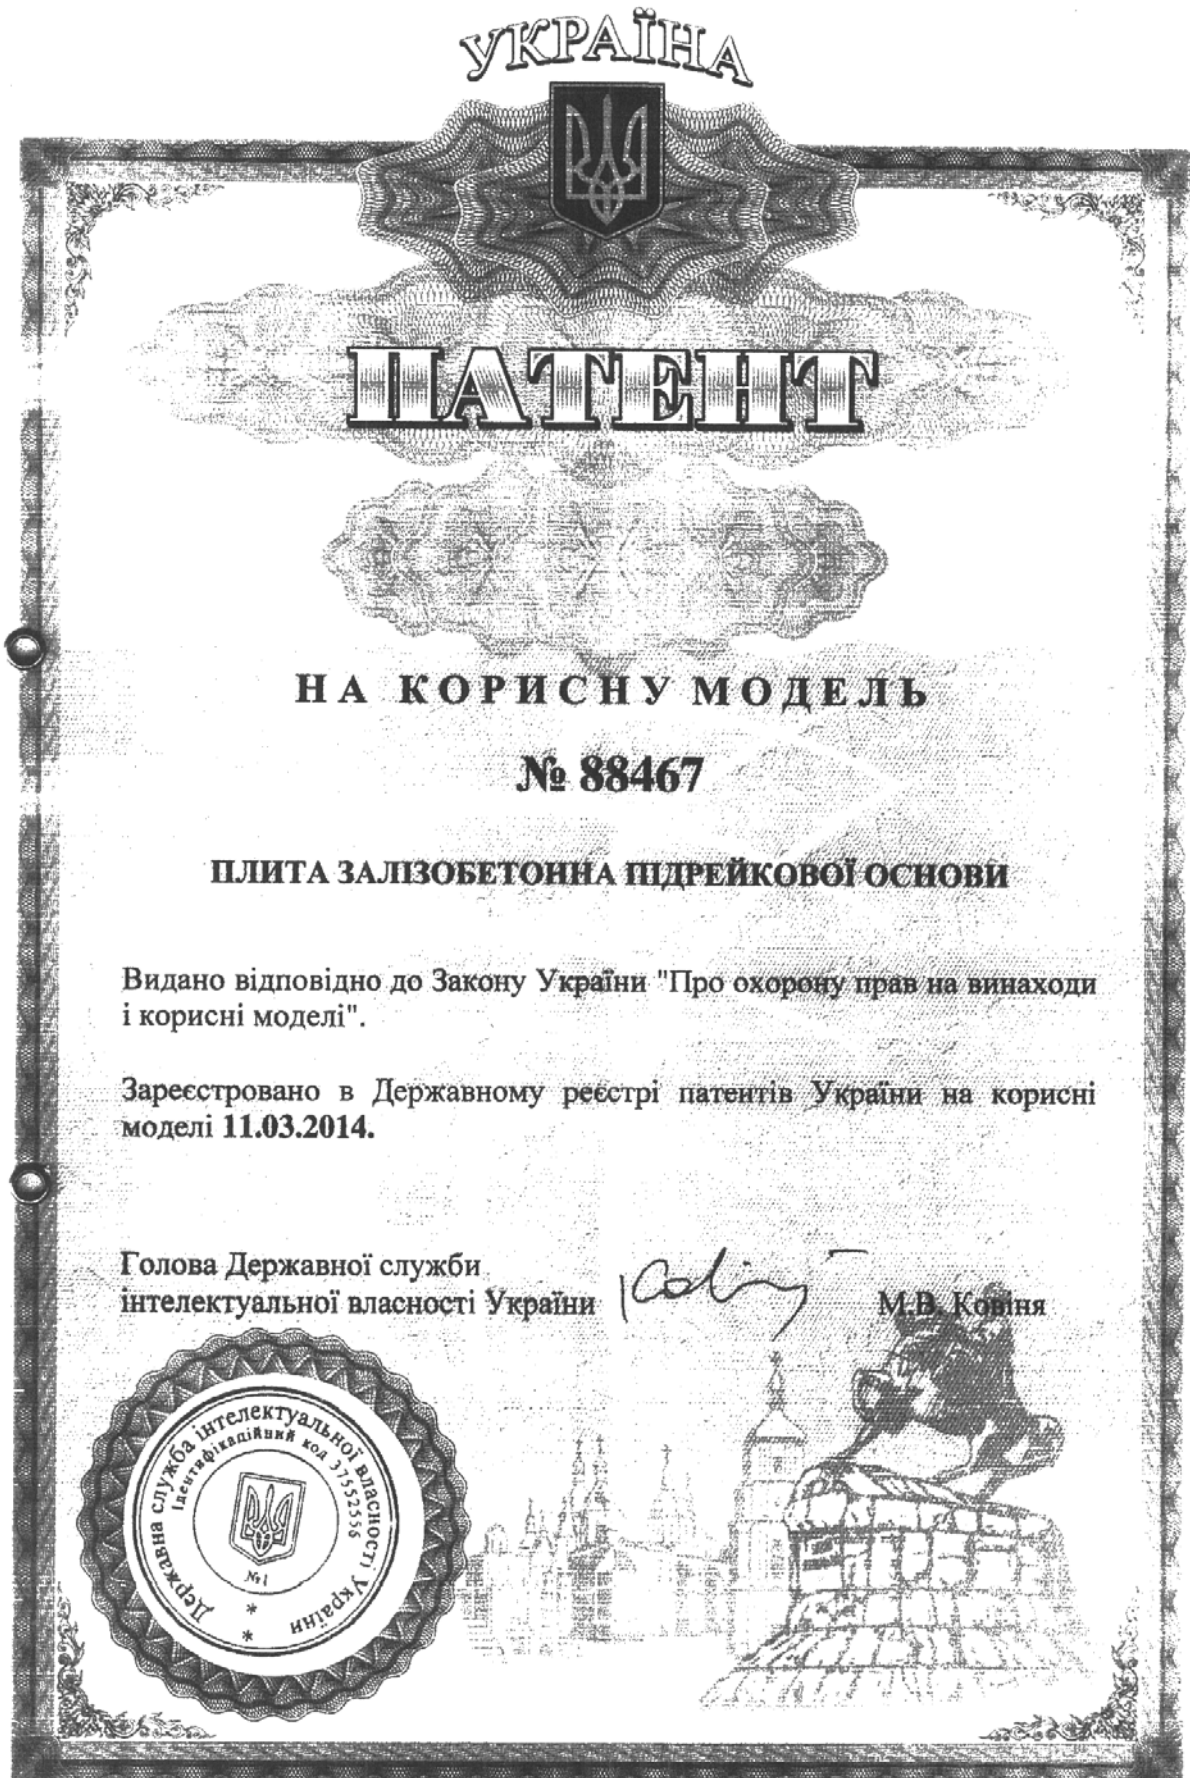 УКРАЇНА
ПАТЕНТ
НА КОРИСНУ МОДЕЛЬ
№ 88467
ПЛИТА ЗАЛІЗОБЕТОННА ПІДРЕЙКОВОЇ ОСНОВИ
Видано відповідно до Закону України "Про охорону прав на винаходи
і корисні моделі".
Зареєстровано в Державному реєстрі патентів України на корисні
моделі 11.03.2014.
Голова Державної служби
інтелектуальної власності України
М.В. Ковіня
Державна служба інтелектуальної власності України
Ідентифікаційний код 37552556
№1